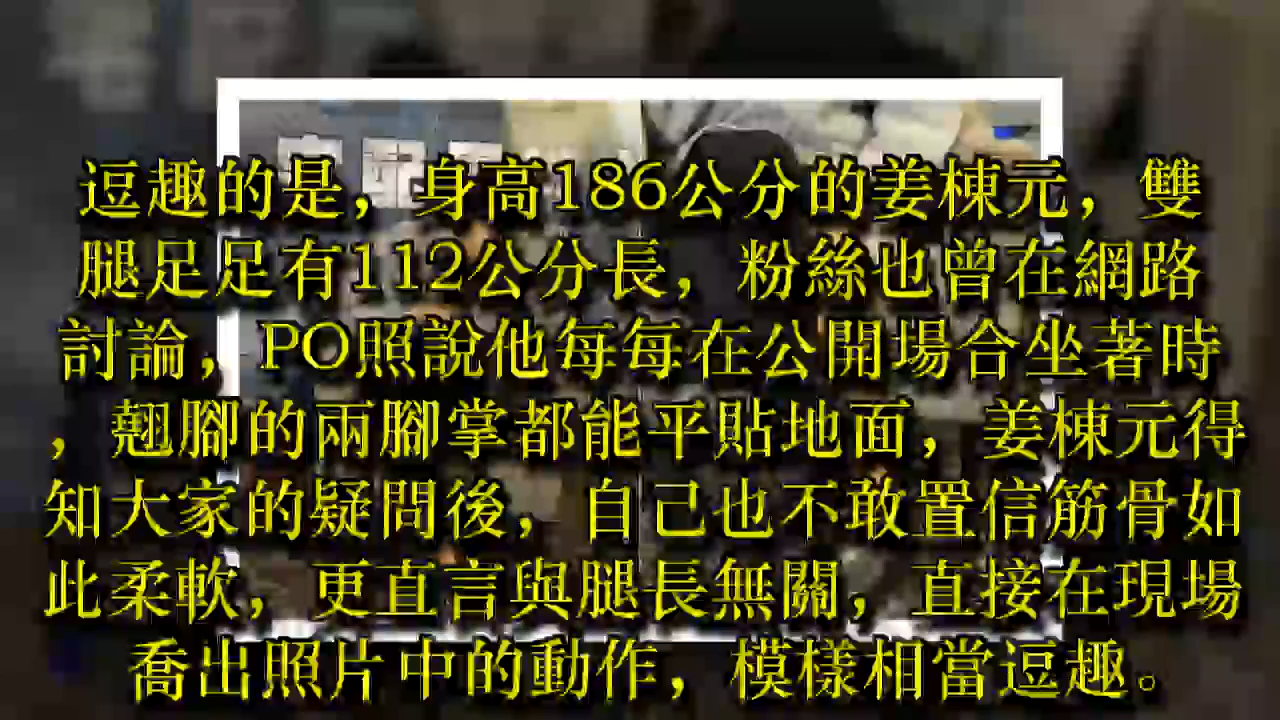 逗趣的是，身高186公分的姜棟元，雙
腿足足有112公分長，粉絲也曾在網路
討論，PO照說他每每在公開場合坐著時
，翹腳的兩腳掌都能平貼地面，姜棟元得
知大家的疑問後，自己也不敢置信筋骨如
此柔軟，更直言與腿長無關，直接在現場
喬出照片中的動作，模樣相當逗趣。